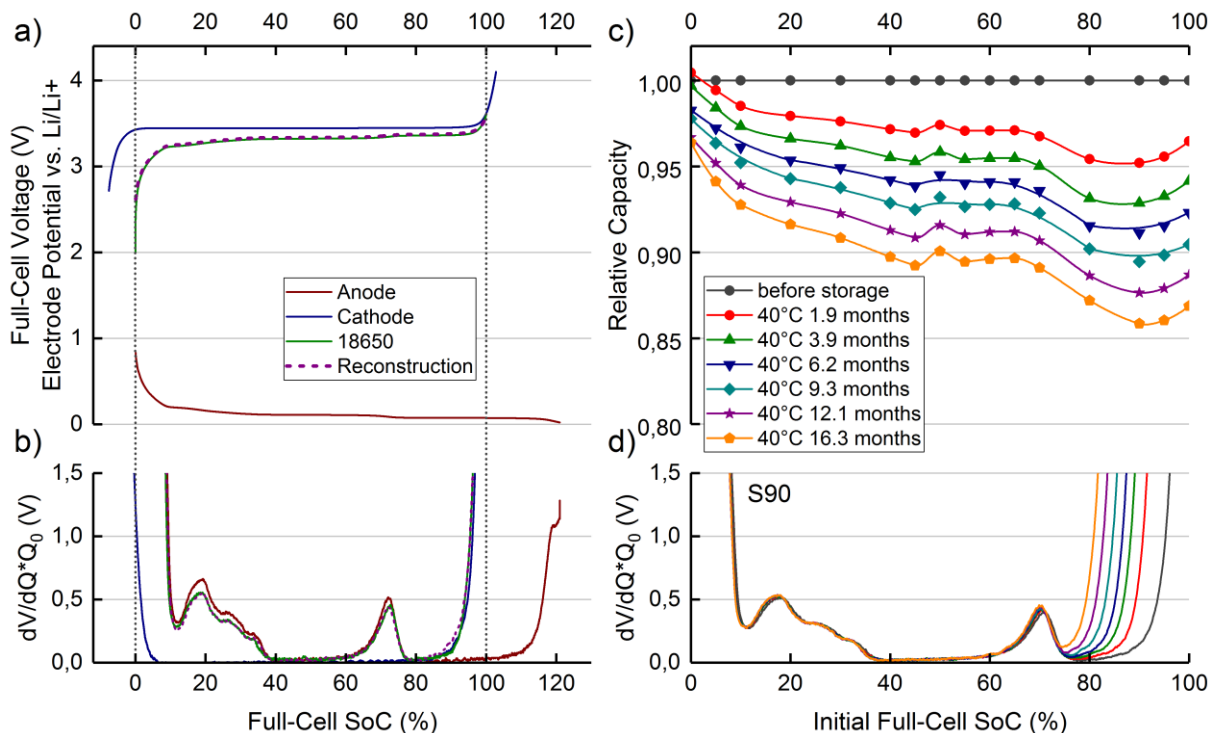 a)
0 20 40 60 80 100 120
Full-Cell Voltage (V)
Electrode Potential vs. Li/Li+
4
3
2
1
0
Anode
Cathode
18650
Reconstruction
b)
dV/dQ*Q0 (V)
1,5
1,0
0,5
0,0
0 20 40 60 80 100 120
Full-Cell SoC (%)
c)
Initial Full-Cell SoC (%)
0 20 40 60 80 100
Relative Capacity
1,00
0,95
0,90
0,85
0,80
before storage
40°C 1.9 months
40°C 3.9 months
40°C 6.2 months
40°C 9.3 months
40°C 12.1 months
40°C 16.3 months
d)
S90
dV/dQ*Q0 (V)
1,5
1,0
0,5
0,0
0 20 40 60 80 100
Initial Full-Cell SoC (%)